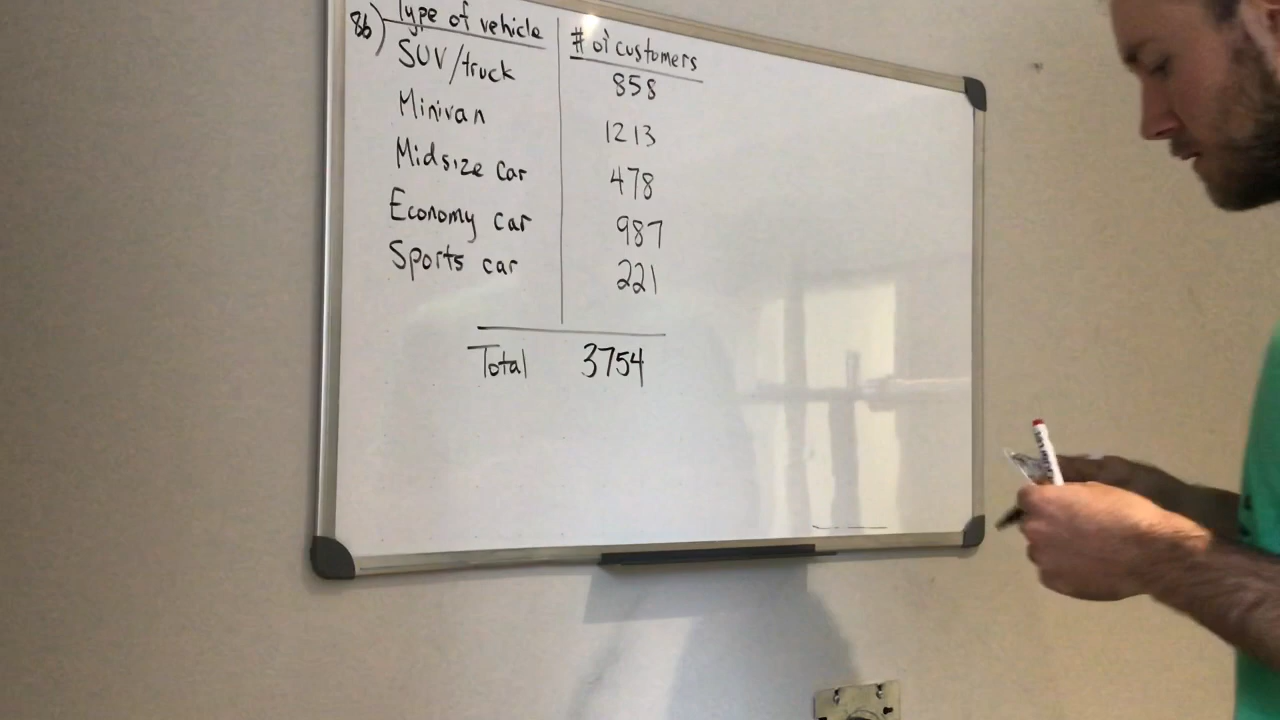 86) Type of vehicle # of customers
SUV/truck 858
Minivan 1213
Midsize car 478
Economy car 987
Sports car 221
Total 3754